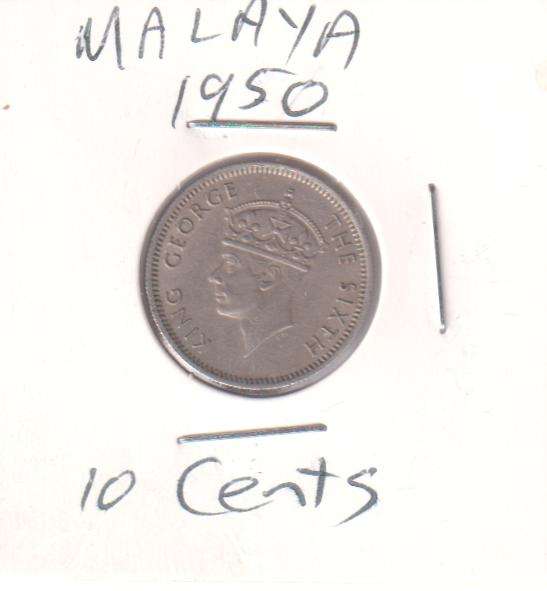 MALAYA
1950
KING GEORGE THE SIXTH
10 Cents